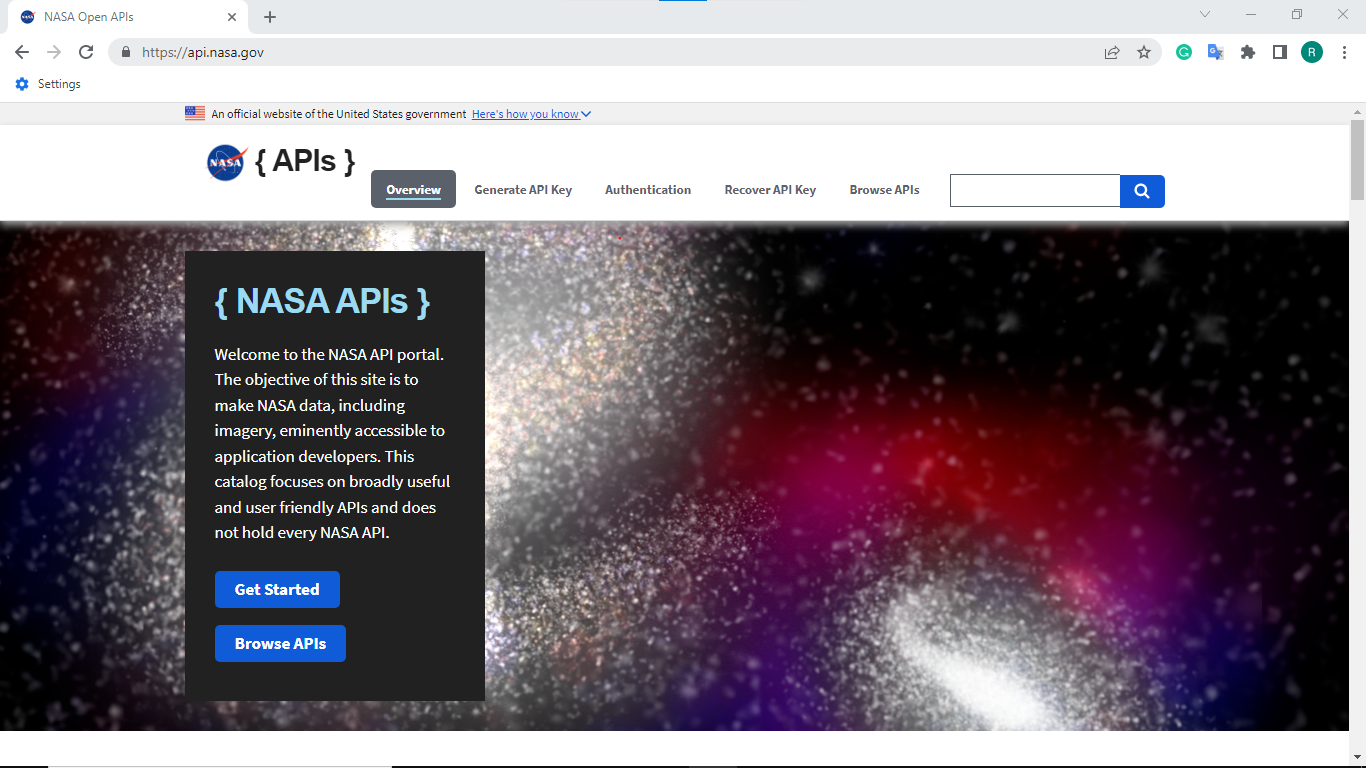 NASA Open APIs
https://api.nasa.gov
R
Settings
An official website of the United States government Here's how you know
NASA { APIs }
Overview Generate API Key Authentication Recover API Key Browse APIs
{ NASA APIs }
Welcome to the NASA API portal.
The objective of this site is to
make NASA data, including
imagery, eminently accessible to
application developers. This
catalog focuses on broadly useful
and user friendly APIs and does
not hold every NASA API.
Get Started
Browse APIs